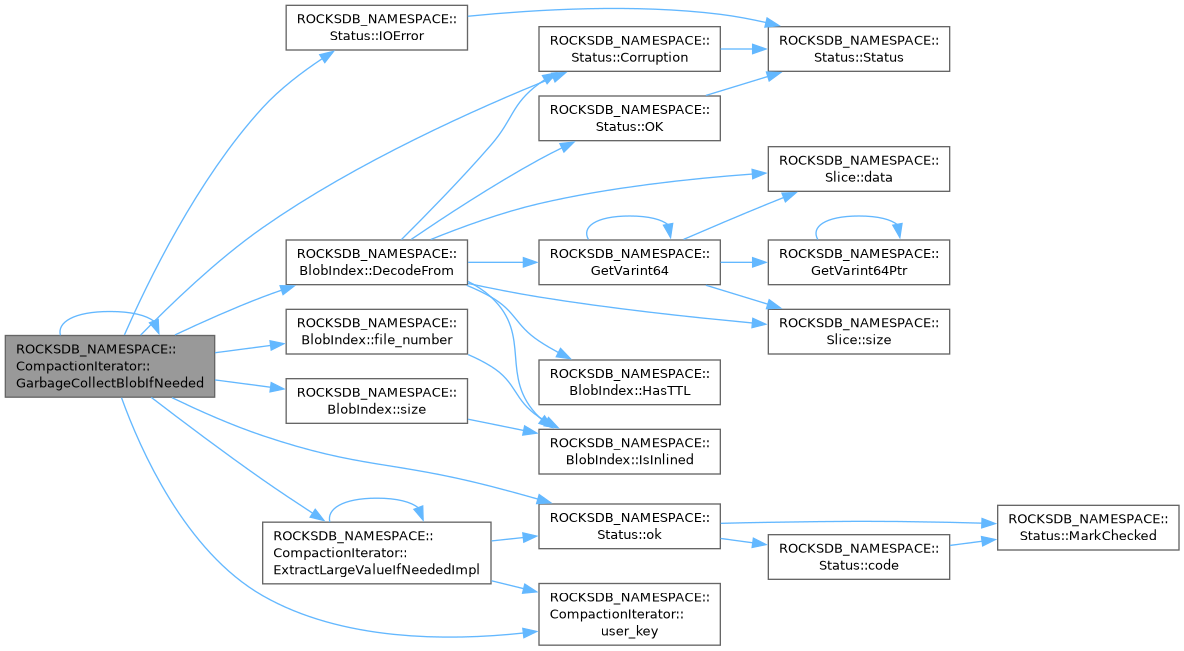 ROCKSDB_NAMESPACE::
Status::IOError
ROCKSDB_NAMESPACE::
Status::Corruption
ROCKSDB_NAMESPACE::
Status::Status
ROCKSDB_NAMESPACE::
Status::OK
ROCKSDB_NAMESPACE::
Slice::data
ROCKSDB_NAMESPACE::
BlobIndex::DecodeFrom
ROCKSDB_NAMESPACE::
GetVarint64
ROCKSDB_NAMESPACE::
GetVarint64Ptr
ROCKSDB_NAMESPACE::
CompactionIterator::
GarbageCollectBlobIfNeeded
ROCKSDB_NAMESPACE::
BlobIndex::file_number
ROCKSDB_NAMESPACE::
Slice::size
ROCKSDB_NAMESPACE::
BlobIndex::HasTTL
ROCKSDB_NAMESPACE::
BlobIndex::size
ROCKSDB_NAMESPACE::
BlobIndex::IsInlined
ROCKSDB_NAMESPACE::
CompactionIterator::
ExtractLargeValueIfNeededImpl
ROCKSDB_NAMESPACE::
Status::ok
ROCKSDB_NAMESPACE::
Status::code
ROCKSDB_NAMESPACE::
Status::MarkChecked
ROCKSDB_NAMESPACE::
CompactionIterator::
user_key